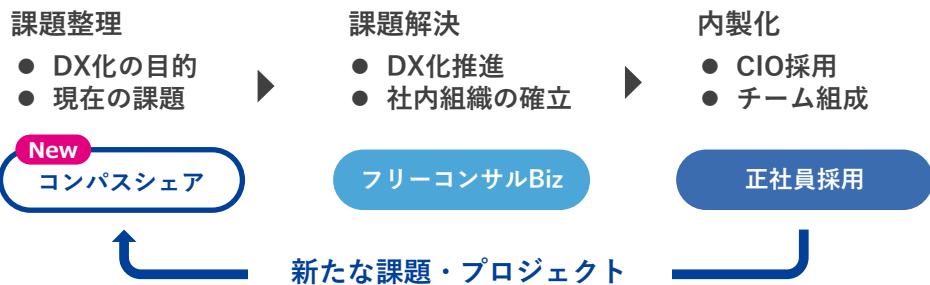 課題整理
● DX化の目的
● 現在の課題
課題解決
● DX化推進
● 社内組織の確立
内製化
● CIO採用
● チーム組成
New
コンパスシェア
フリーコンサルBiz
正社員採用
新たな課題・プロジェクト